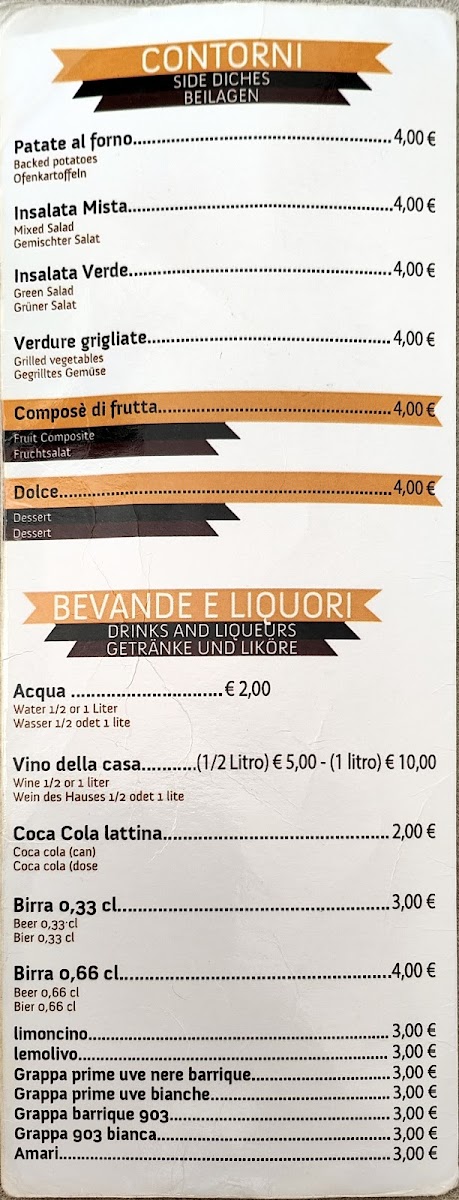 CONTORNI
SIDE DICHES
BEILAGEN
Patate al forno........................................4,00 €
Backed potatoes
Ofenkartoffeln
Insalata Mista........................................4,00 €
Mixed Salad
Gemischter Salat
Insalata Verde........................................4,00 €
Green Salad
Grüner Salat
Verdure grigliate.....................................4,00 €
Grilled vegetables
Gegrilltes Gemüse
Composè di frutta.....................................4,00 €
Fruit Composite
Fruchtsalat
Dolce.................................................4,00 €
Dessert
Dessert
BEVANDE E LIQUORI
DRINKS AND LIQUEURS
GETRÄNKE UND LIKÖRE
Acqua ...........................€ 2,00
Water 1/2 or 1 Liter
Wasser 1/2 odet 1 lite
Vino della casa..........(1/2 Litro) € 5,00 - (1 litro) € 10,00
Wine 1/2 or 1 liter
Wein des Hauses 1/2 odet 1 lite
Coca Cola lattina.....................................2,00 €
Coca cola (can)
Coca cola (dose
Birra 0,33 cl.........................................3,00 €
Beer 0,33 cl
Bier 0,33 cl
Birra 0,66 cl.........................................4,00 €
Beer 0,66 cl
Bier 0,66 cl
limoncino.............................................3,00 €
lemolivo..............................................3,00 €
Grappa prime uve nere barrique........................3,00 €
Grappa prime uve bianche..............................3,00 €
Grappa barrique 903...................................3,00 €
Grappa 903 bianca.....................................3,00 €
Amari.................................................3,00 €